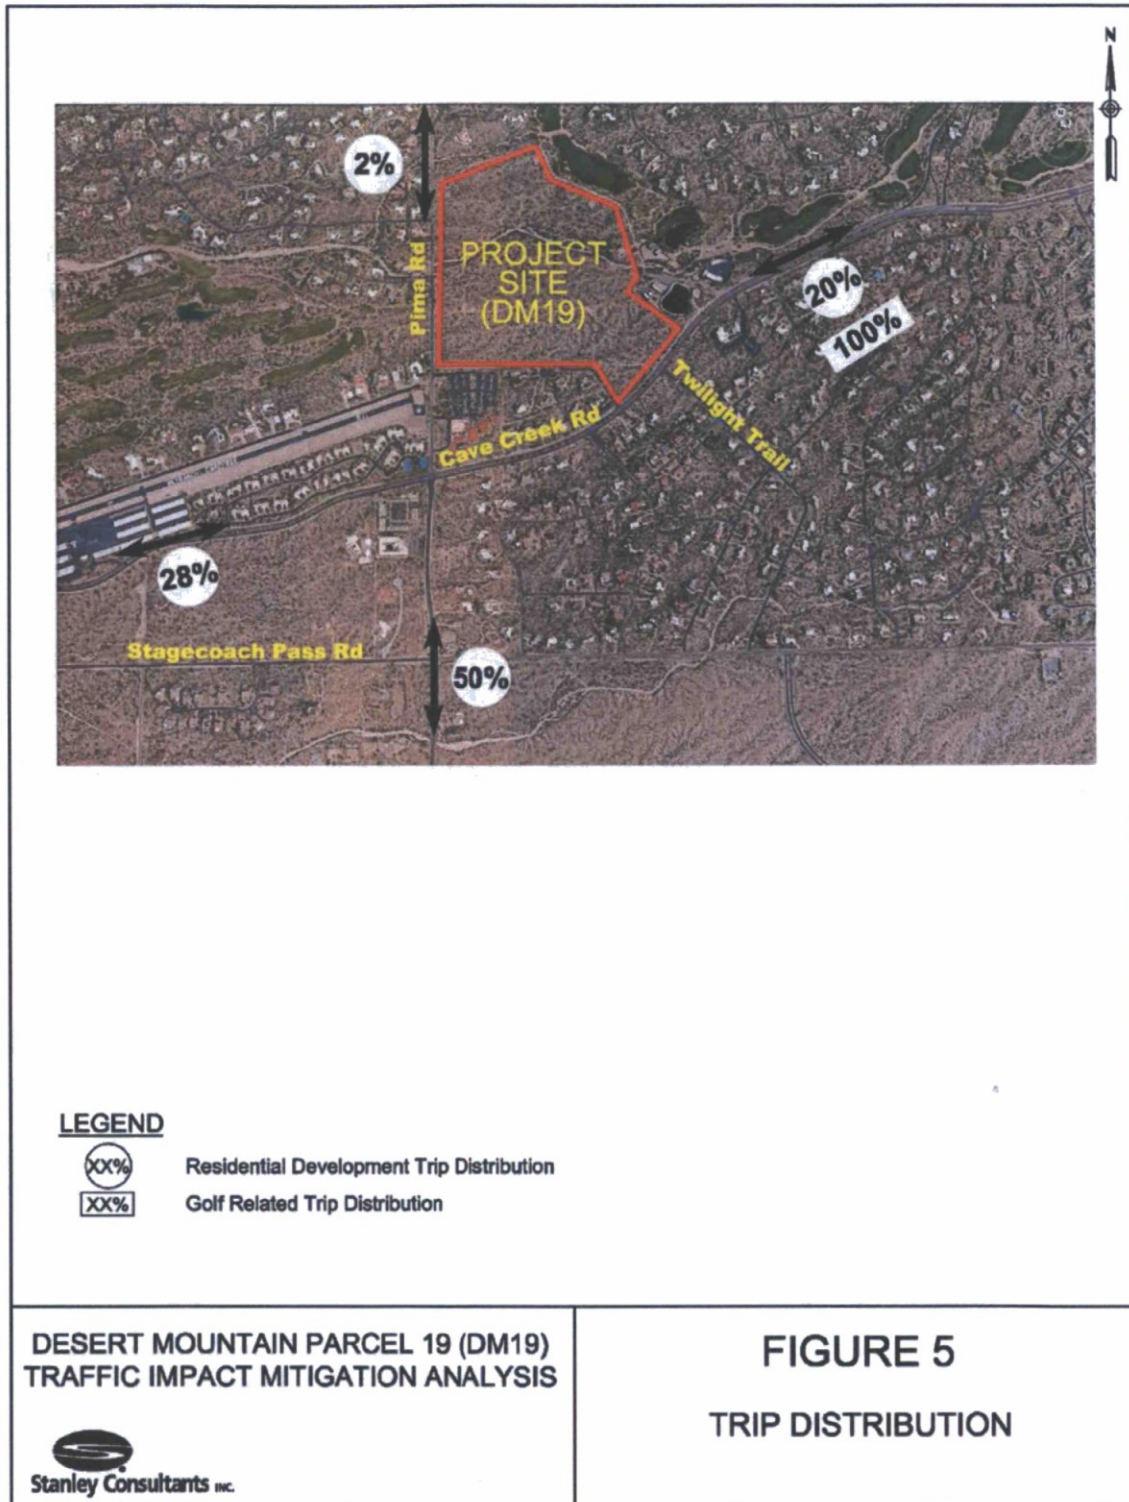 N
2%
Pima Rd
PROJECT
SITE
(DM19)
20%
100%
Twilight Trail
Cave Creek Rd
28%
Stagecoach Pass Rd
50%
LEGEND
XX% Residential Development Trip Distribution
XX% Golf Related Trip Distribution
DESERT MOUNTAIN PARCEL 19 (DM19)
TRAFFIC IMPACT MITIGATION ANALYSIS
Stanley Consultants INC.
FIGURE 5
TRIP DISTRIBUTION